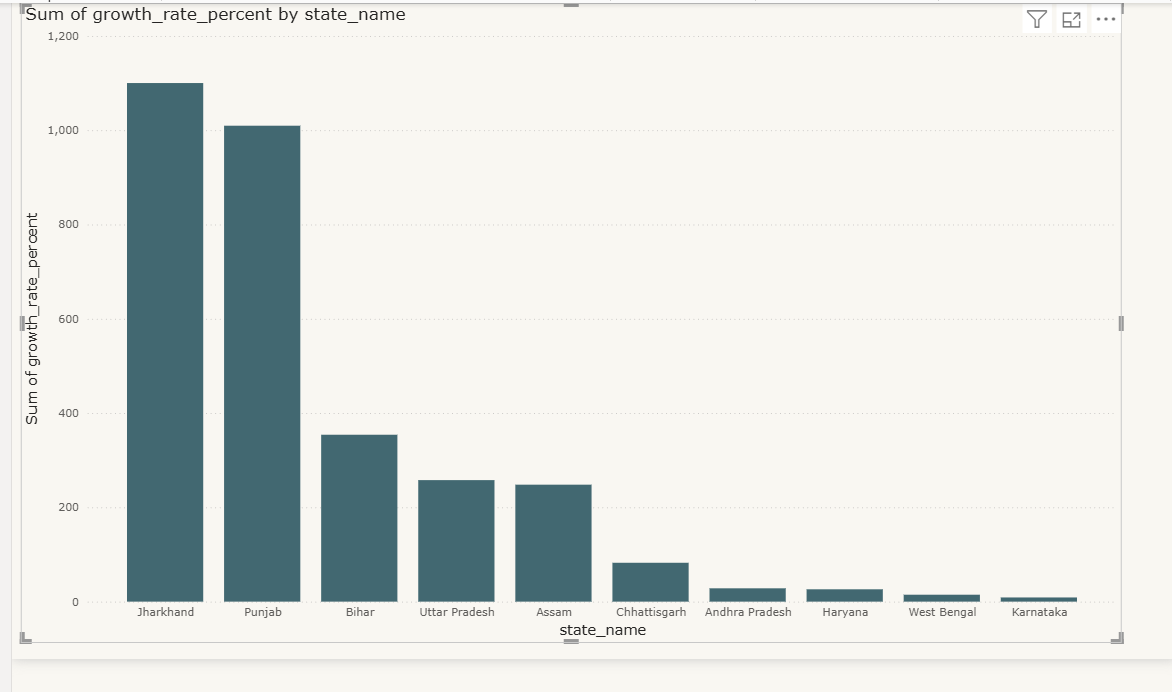 Sum of growth_rate_percent by state_name
1,200
1,000
800
600
400
200
0
Sum of growth_rate_percent
Jharkhand Punjab Bihar Uttar Pradesh Assam Chhattisgarh Andhra Pradesh Haryana West Bengal Karnataka
state_name